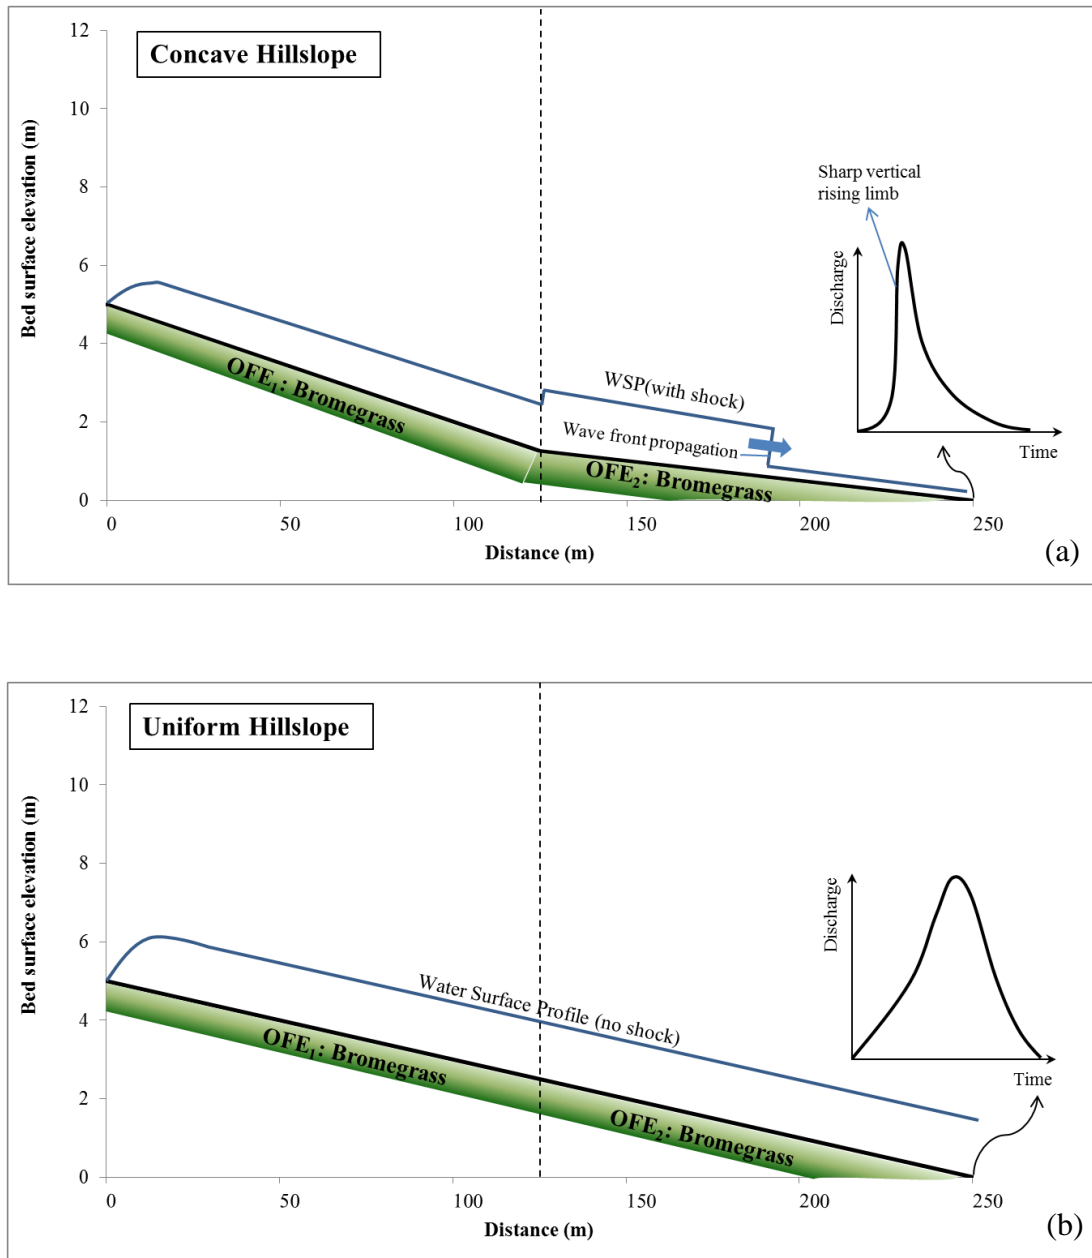 Concave Hillslope
Bed surface elevation (m)
12
10
8
6
4
2
0
0
50
100
150
200
250
Distance (m)
OFE₁: Bromegrass
OFE₂: Bromegrass
WSP(with shock)
Wave front propagation
Sharp vertical
rising limb
Discharge
Time
(a)
Uniform Hillslope
Bed surface elevation (m)
12
10
8
6
4
2
0
0
50
100
150
200
250
Distance (m)
OFE₁: Bromegrass
OFE₂: Bromegrass
Water Surface Profile (no shock)
Discharge
Time
(b)